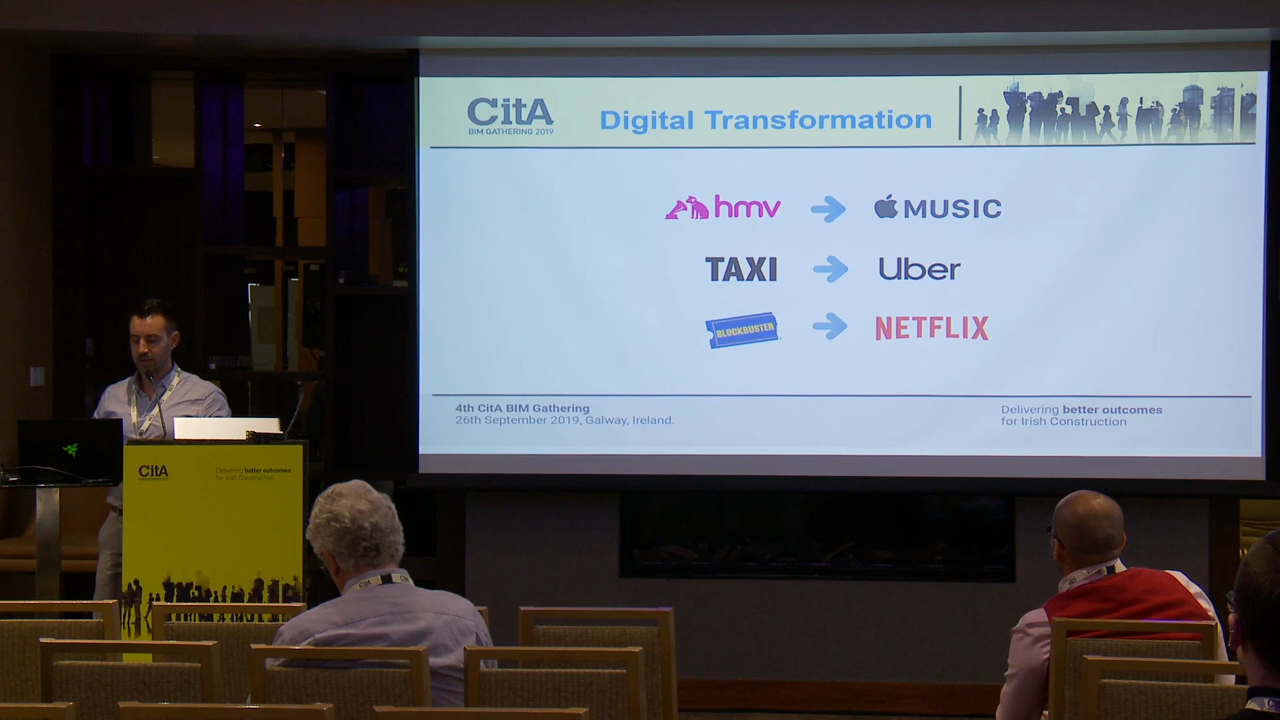 CitA
BIM GATHERING 2019
Digital Transformation
hmv MUSIC
TAXI Uber
BLOCKBUSTER NETFLIX
4th CitA BIM Gathering
26th September 2019, Galway, Ireland.
Delivering better outcomes
for Irish Construction
CitA
Delivering better outcomes
for Irish Construction